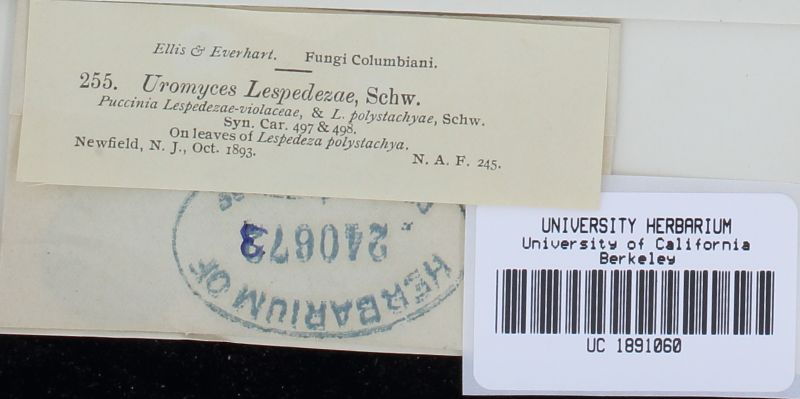 Ellis & Everhart. Fungi Columbiani.
255. Uromyces Lespedezae, Schw.
Puccinia Lespedezae-violaceae, & L. polystachyae, Schw.
Syn. Car. 497 & 498.
On leaves of Lespedeza polystachya.
Newfield, N. J., Oct. 1893. N. A. F. 245.
240673
HERBARIUM OF
UNIVERSITY HERBARIUM
University of California
Berkeley
UC 1891060